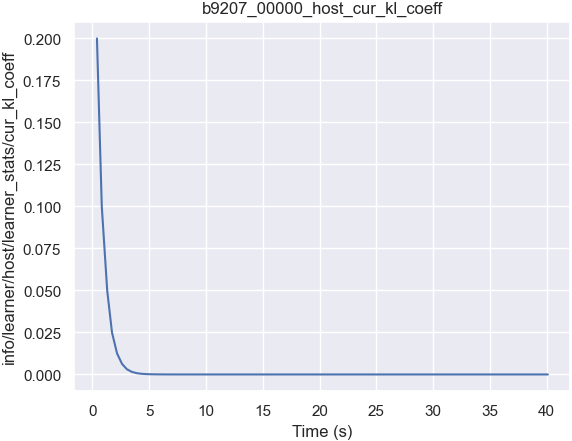 b9207_00000_host_cur_kl_coeff
info/learner/host/learner_stats/cur_kl_coeff
0.200
0.175
0.150
0.125
0.100
0.075
0.050
0.025
0.000
0 5 10 15 20 25 30 35 40
Time (s)